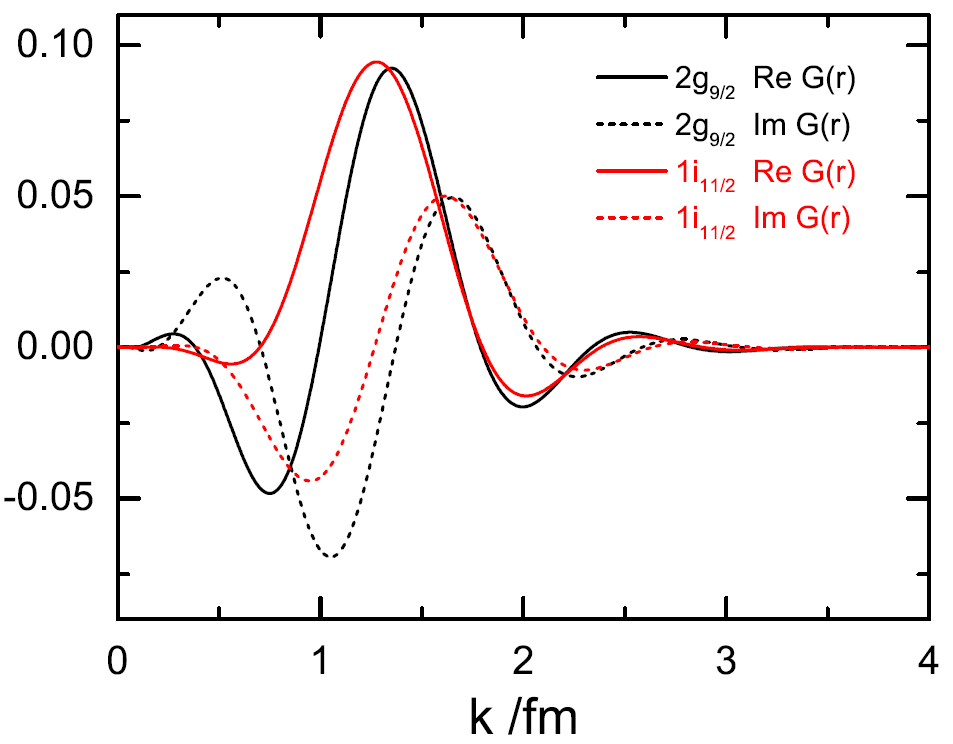 0.10
0.05
0.00
-0.05
2g9/2 Re G(r)
2g9/2 Im G(r)
1i11/2 Re G(r)
1i11/2 Im G(r)
0 1 2 3 4
k /fm